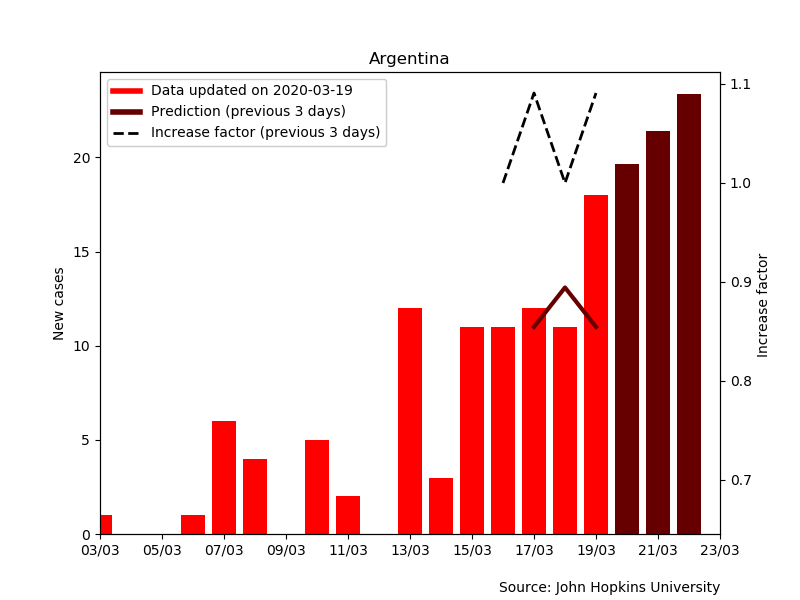 Argentina
Data updated on 2020-03-19
Prediction (previous 3 days)
Increase factor (previous 3 days)
New cases
20
15
10
5
0
1.1
1.0
0.9
0.8
0.7
Increase factor
03/03 05/03 07/03 09/03 11/03 13/03 15/03 17/03 19/03 21/03 23/03
Source: John Hopkins University